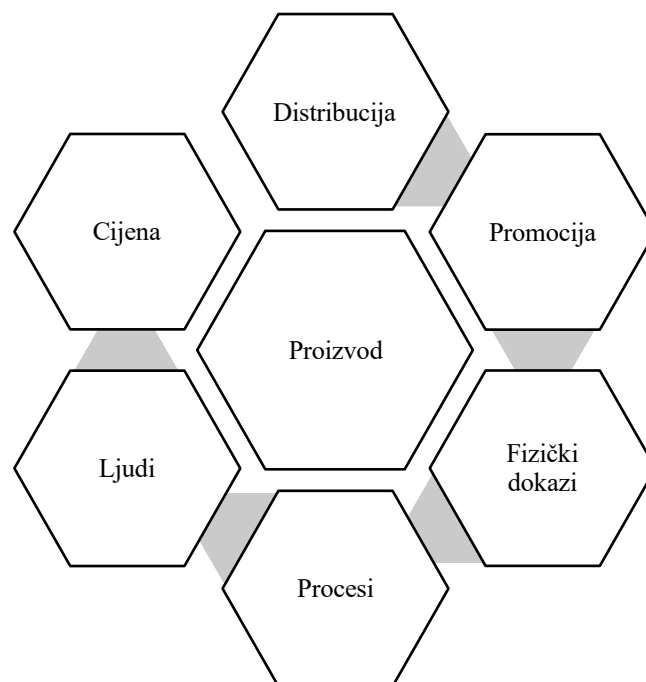 Distribucija
Cijena
Promocija
Proizvod
Ljudi
Fizički
dokazi
Procesi